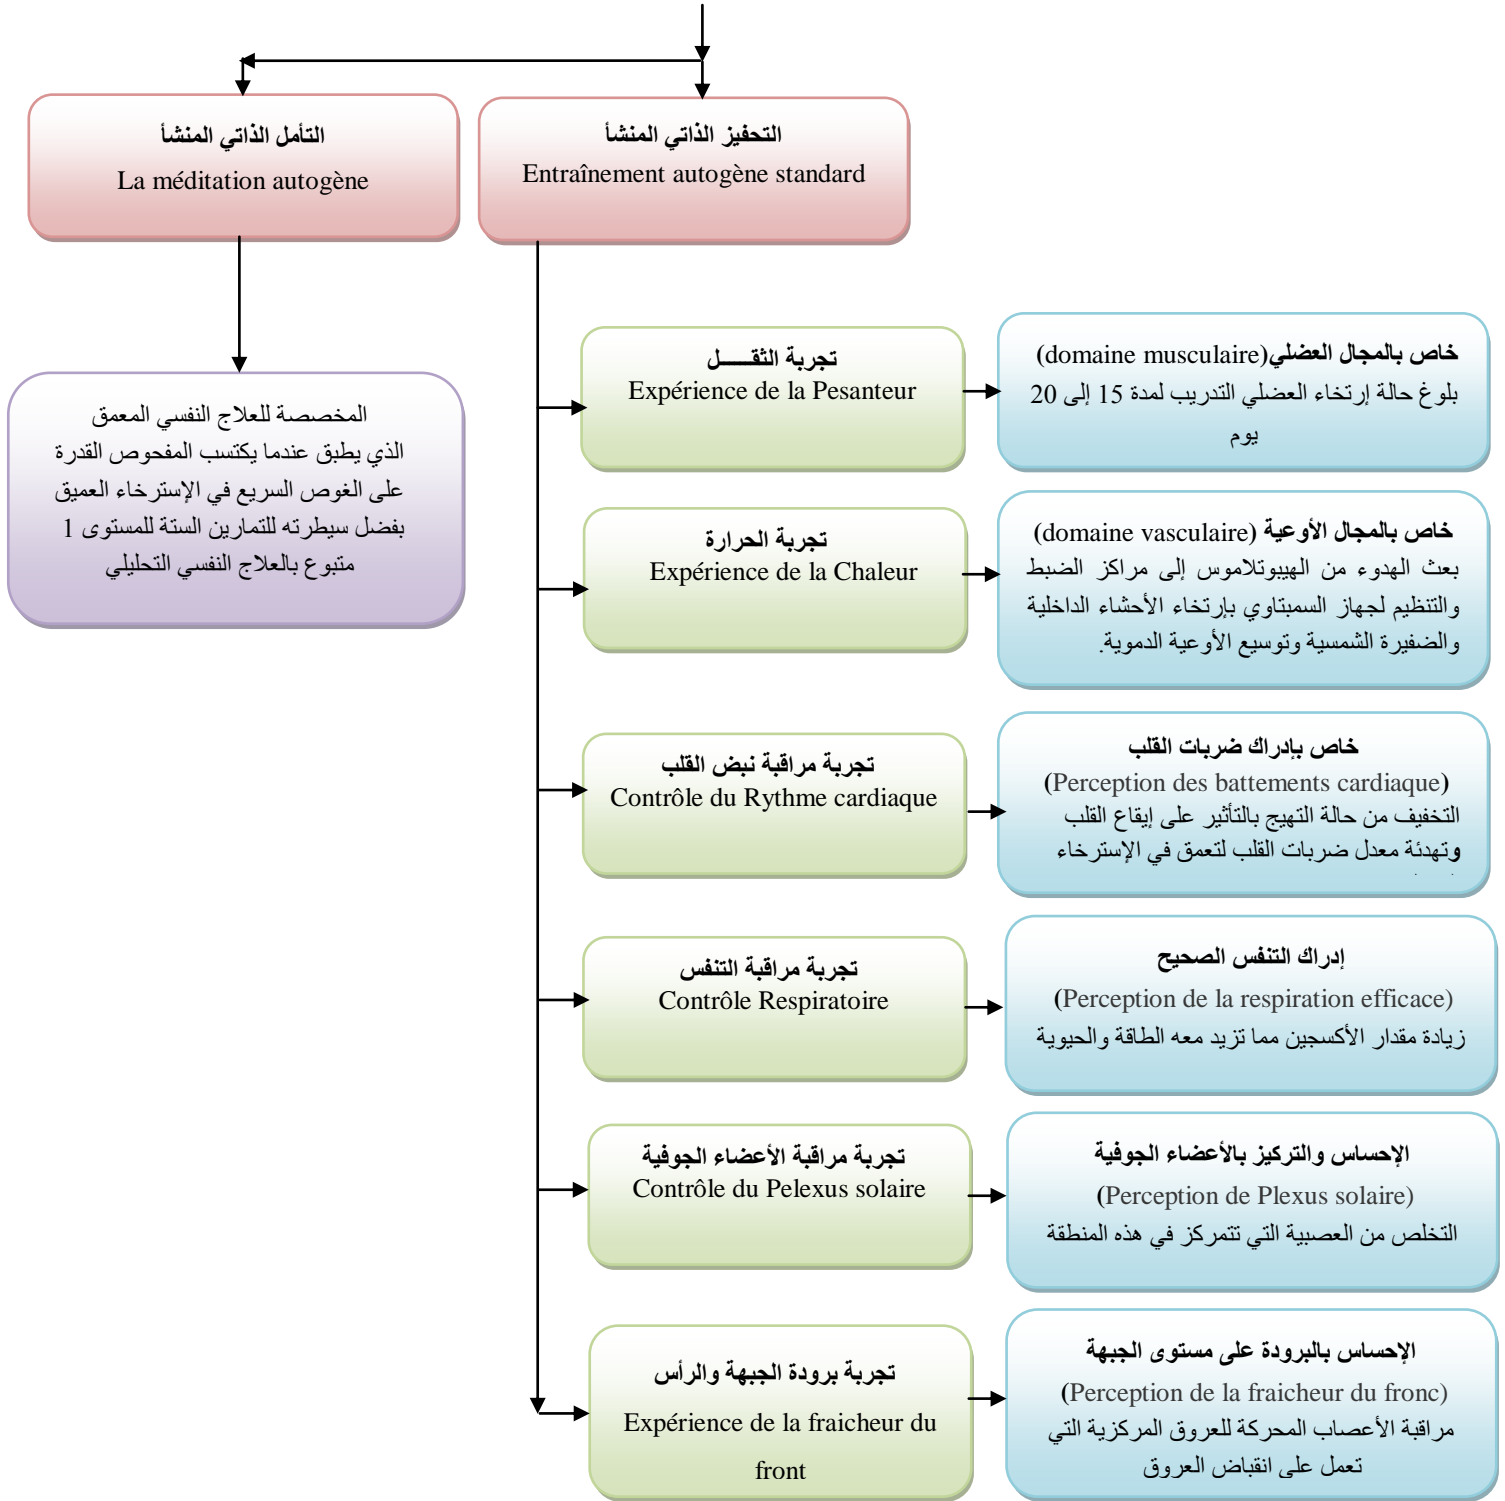 التأمل الذاتي المنشأ
La méditation autogène
التحفيز الذاتي المنشأ
Entraînement autogène standard
المخصصة للعلاج النفسي المعمق
الذي يطبق عندما يكتسب المفحوص القدرة
على الغوص السريع في الإسترخاء العميق
بفضل سيطرته للتمارين الستة للمستوى 1
متبوع بالعلاج النفسي التحليلي
تجربة الثقـــــل
Expérience de la Pesanteur
خاص بالمجال العضلي(domaine musculaire)
بلوغ حالة إرتخاء العضلي التدريب لمدة 15 إلى 20
يوم
تجربة الحرارة
Expérience de la Chaleur
خاص بالمجال الأوعية (domaine vasculaire)
بعث الهدوء من الهيبوتلاموس إلى مراكز الضبط
والتنظيم لجهاز السمبتاوي بإرتخاء الأحشاء الداخلية
والضفيرة الشمسية وتوسيع الأوعية الدموية.
تجربة مراقبة نبض القلب
Contrôle du Rythme cardiaque
خاص بإدراك ضربات القلب
(Perception des battements cardiaque)
التخفيف من حالة التهيج بالتأثير على إيقاع القلب
وتهدئة معدل ضربات القلب لتعمق في الإسترخاء
تجربة مراقبة التنفس
Contrôle Respiratoire
إدراك التنفس الصحيح
(Perception de la respiration efficace)
زيادة مقدار الأكسجين مما تزيد معه الطاقة والحيوية
تجربة مراقبة الأعضاء الجوفية
Contrôle du Pelexus solaire
الإحساس والتركيز بالأعضاء الجوفية
(Perception de Plexus solaire)
التخلص من العصبية التي تتمركز في هذه المنطقة
تجربة برودة الجبهة والرأس
Expérience de la fraicheur du
front
الإحساس بالبرودة على مستوى الجبهة
(Perception de la fraicheur du fronc)
مراقبة الأعصاب المحركة للعروق المركزية التي
تعمل على انقباض العروق